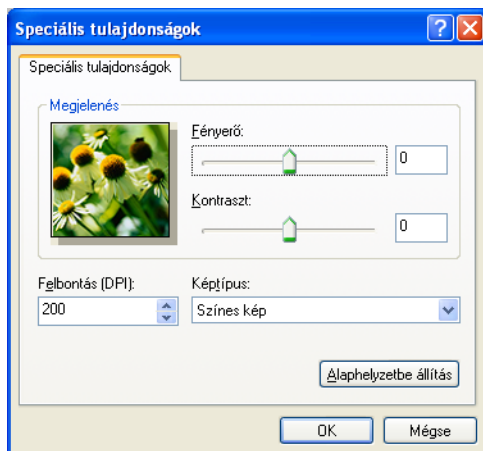 Speciális tulajdonságok
Speciális tulajdonságok
Megjelenés
Fényerő:
0
Kontraszt:
0
Felbontás (DPI):
Képtípus:
200
Színes kép
Alaphelyzetbe állítás
OK
Mégse